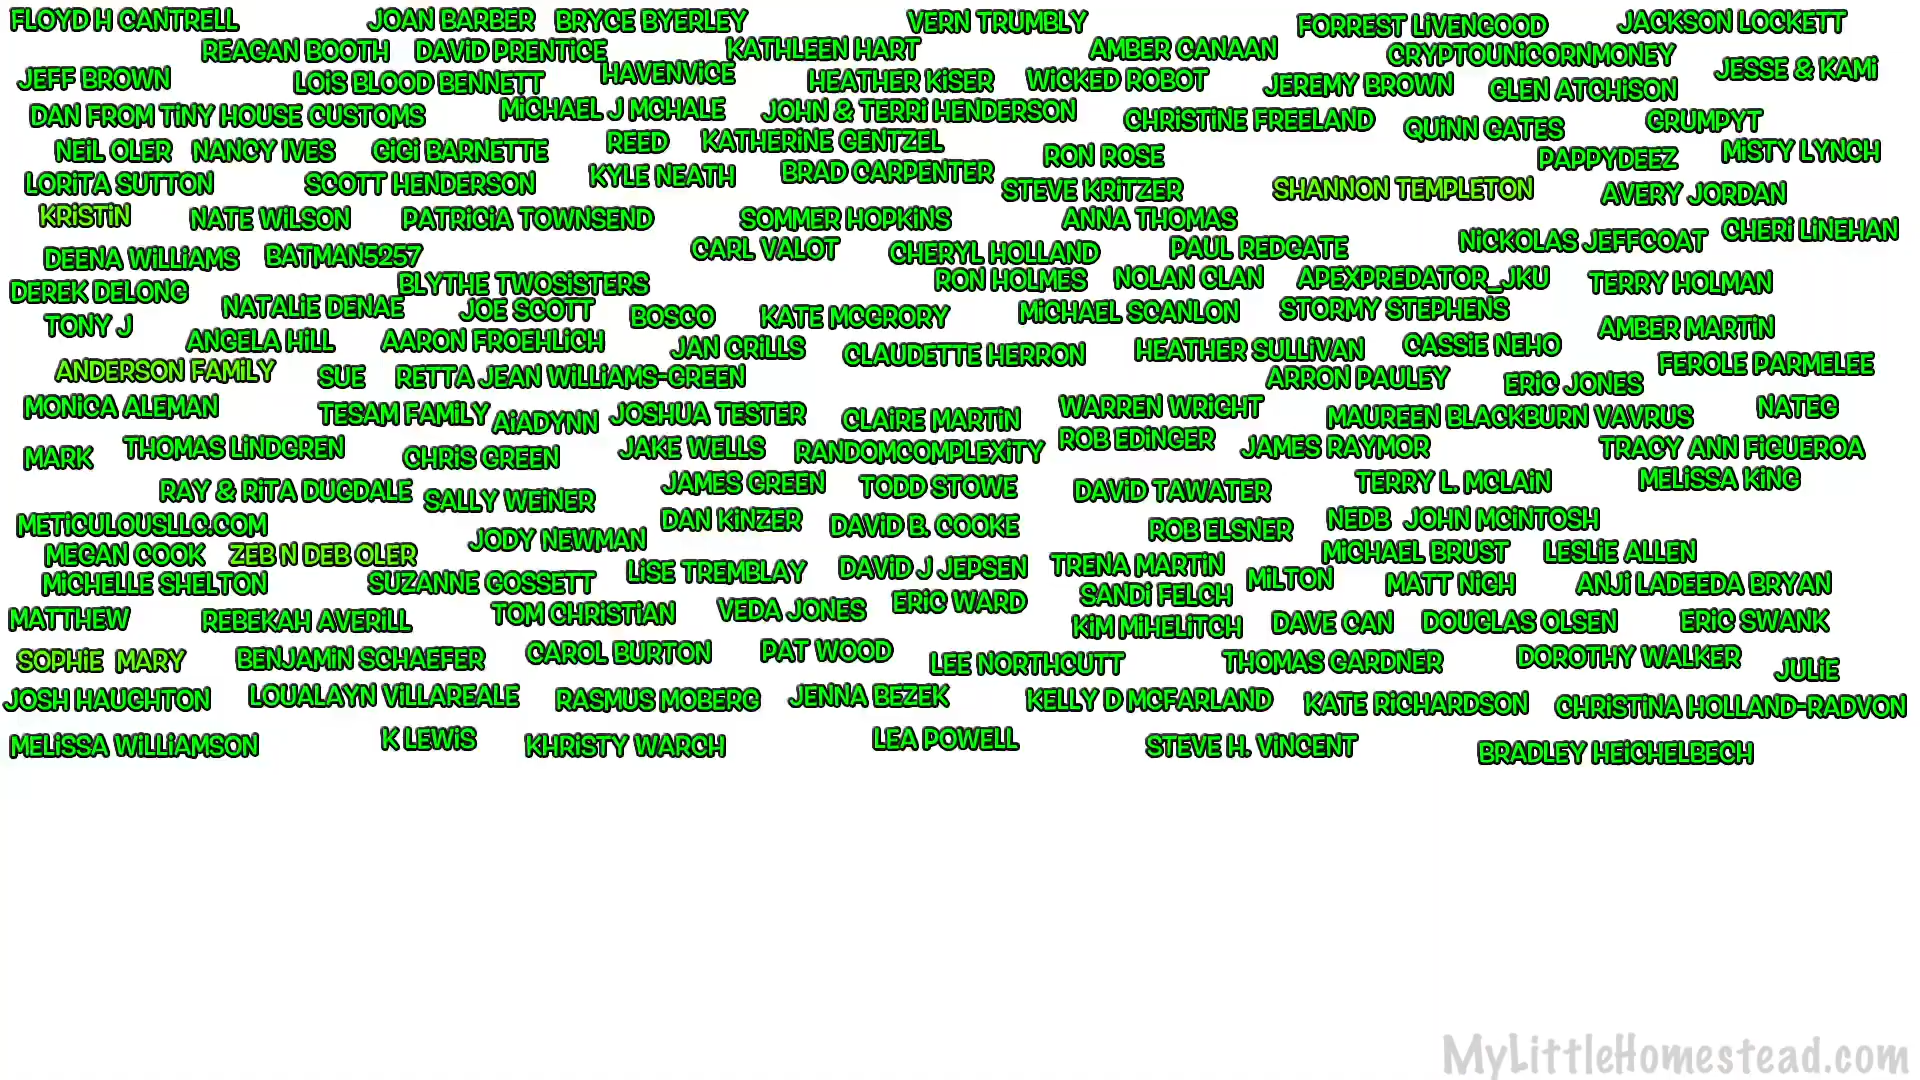 FLOYD H CANTRELL JOAN BARBER BRYCE BYERLEY VERN TRUMBLY FORREST LiVENGOOD JACKSON LOCKETT
REAGAN BOOTH DAViD PRENTiCE KATHLEEN HART AMBER CANAAN CRYPTOUNiCORNMONEY
JEFF BROWN LOiS BLOOD BENNETT HAVENViCE HEATHER KiSER WiCKED ROBOT JEREMY BROWN GLEN ATCHiSON JESSE & KAMi
DAN FROM TiNY HOUSE CUSTOMS MiCHAEL J MCHALE JOHN & TERRi HENDERSON CHRiSTiNE FREELAND QUiNN GATES GRUMPYT
NEiL OLER NANCY IVES GiGi BARNETTE REED KATHERiNE GENTZEL RON ROSE PAPPYDEEZ MiSTY LYNCH
LORiTA SUTTON SCOTT HENDERSON KYLE NEATH BRAD CARPENTER STEVE KRiTZER SHANNON TEMPLETON AVERY JORDAN
KRiSTiN NATE WiLSON PATRiCiA TOWNSEND SOMMER HOPKiNS ANNA THOMAS CHERi LiNEHAN
DEENA WiLLiAMS BATMAN5257 CARL VALOT CHERYL HOLLAND PAUL REDGATE NiCKOLAS JEFFCOAT
DEREK DELONG BLYTHE TWOSiSTERS RON HOLMES NOLAN CLAN APEXPREDATOR_JKU TERRY HOLMAN
TONY J NATALiE DENAE JOE SCOTT BOSCO KATE MCGRORY MiCHAEL SCANLON STORMY STEPHENS AMBER MARTiN
ANGELA HiLL AARON FROEHLiCH JAN CRiLLS CLAUDETTE HERRON HEATHER SULLiVAN CASSiE NEHO FEROLE PARMELEE
ANDERSON FAMiLY SUE RETTA JEAN WiLLiAMS-GREEN ARRON PAULEY ERiC JONES
MONiCA ALEMAN TESAM FAMiLY AiADYNN JOSHUA TESTER CLAiRE MARTiN WARREN WRiGHT MAUREEN BLACKBURN VAVRUS NATEG
MARK THOMAS LiNDGREN CHRiS GREEN JAKE WELLS RANDOMCOMPLEXiTY ROB EDiNGER JAMES RAYMOR TRACY ANN FiGUEROA
RAY & RiTA DUGDALE SALLY WEiNER JAMES GREEN TODD STOWE DAViD TAWATER TERRY L. MCLAiN MELiSSA KiNG
METiCULOUSLLC.COM JODY NEWMAN DAN KiNZER DAViD B. COOKE ROB ELSNER NEDB JOHN MCiNTOSH
MEGAN COOK ZEB N DEB OLER LiSE TREMBLAY DAViD J JEPSEN TRENA MARTiN MiCHAEL BRUST LESLiE ALLEN
MiCHELLE SHELTON SUZANNE GOSSETT SANDi FELCH MiLTON MATT NiGH ANJi LADEEDA BRYAN
MATTHEW REBEKAH AVERiLL TOM CHRiSTiAN VEDA JONES ERiC WARD KiM MiHELiTCH DAVE CAN DOUGLAS OLSEN ERiC SWANK
SOPHiE MARY BENJAMiN SCHAEFER CAROL BURTON PAT WOOD LEE NORTHCUTT THOMAS GARDNER DOROTHY WALKER JULiE
JOSH HAUGHTON LOUALAYN ViLLAREALE RASMUS MOBERG JENNA BEZEK KELLY D MCFARLAND KATE RiCHARDSON CHRiSTiNA HOLLAND-RADVON
MELiSSA WiLLiAMSON K LEWiS KHRiSTY WARCH LEA POWELL STEVE H. ViNCENT BRADLEY HEiCHELBECH
MyLittleHomestead.com